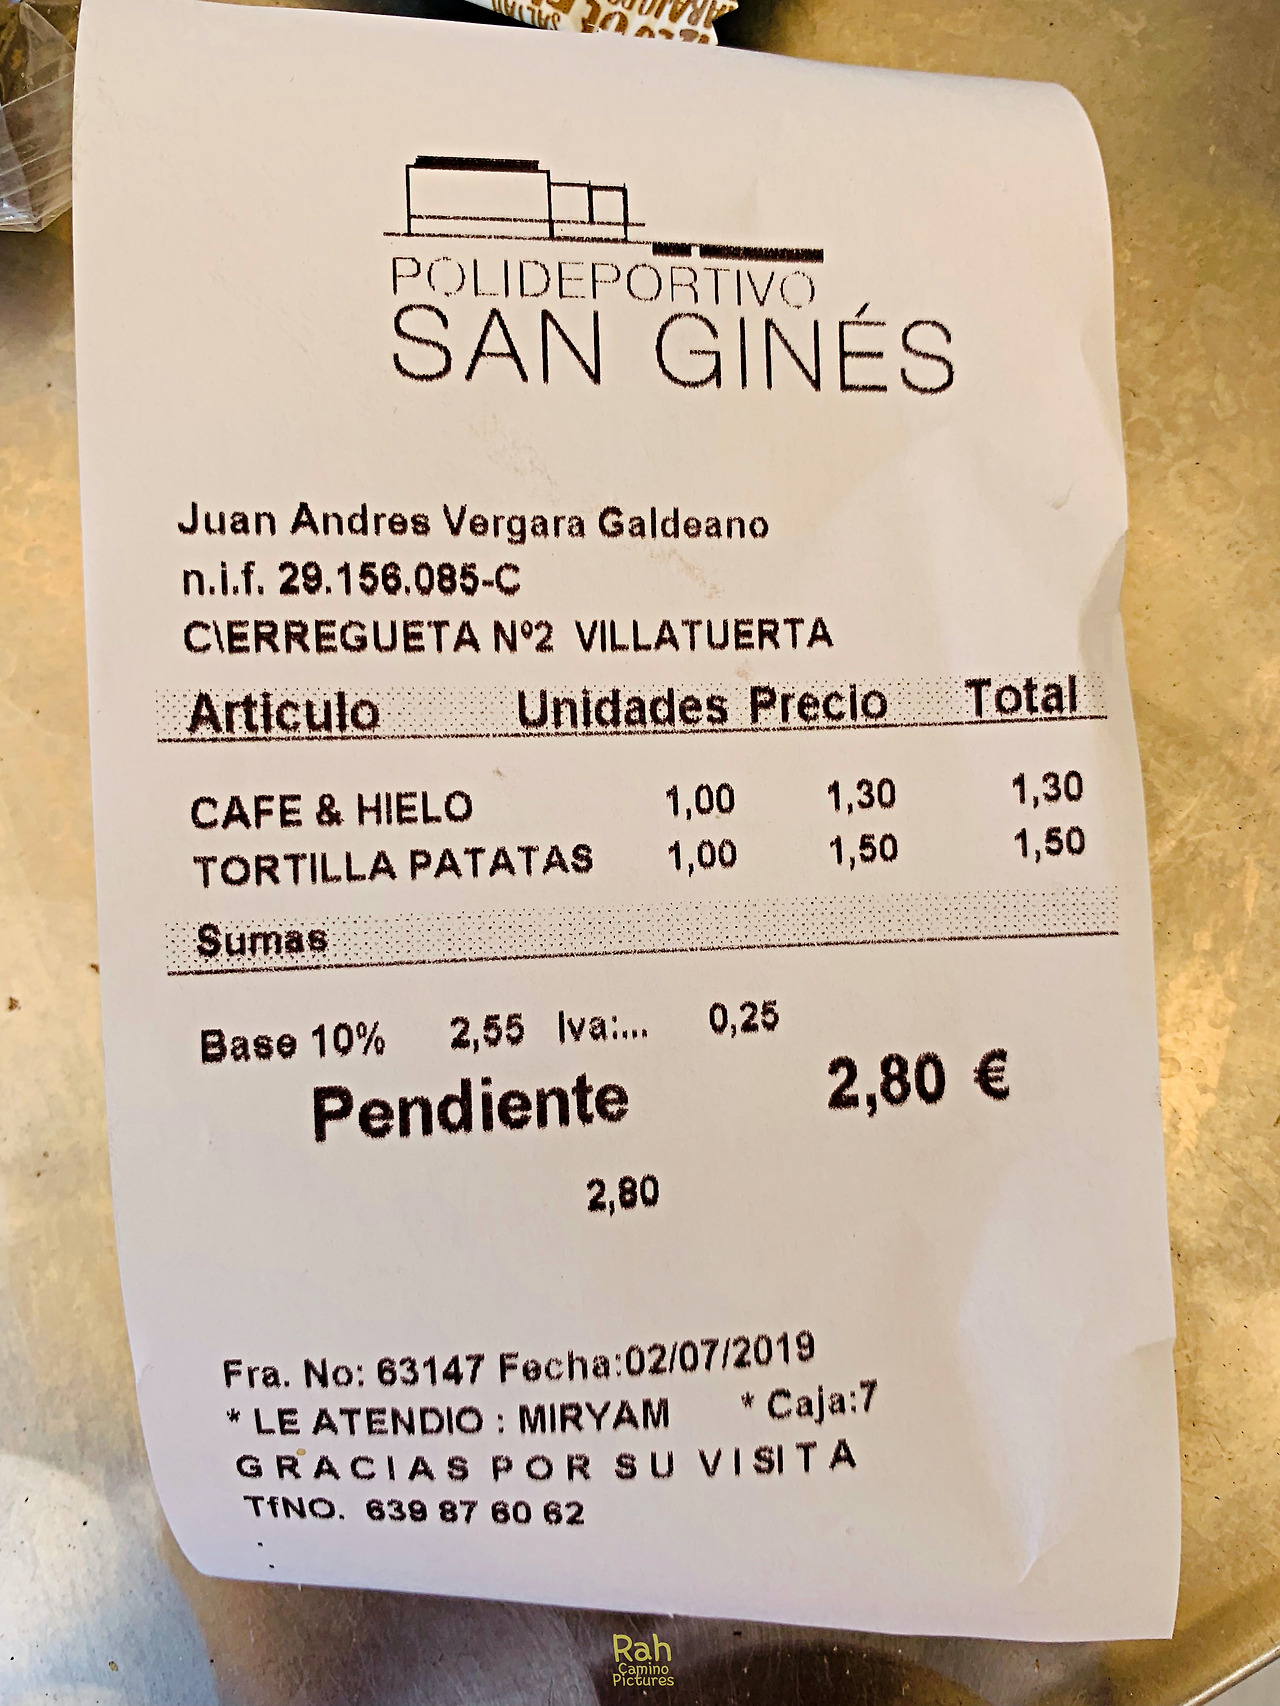 POLIDEPORTIVO
SAN GINÉS
Juan Andres Vergara Galdeano
n.i.f. 29.156.085-C
C\ERREGUETA Nº2 VILLATUERTA
Articulo Unidades Precio Total
CAFE & HIELO 1,00 1,30 1,30
TORTILLA PATATAS 1,00 1,50 1,50
Sumas
Base 10% 2,55 Iva:... 0,25
Pendiente 2,80 €
2,80
Fra. No: 63147 Fecha:02/07/2019
* LE ATENDIO : MIRYAM * Caja:7
GRACIAS POR SU VISITA
TfNO. 639 87 60 62
Rah
Camino
Pictures